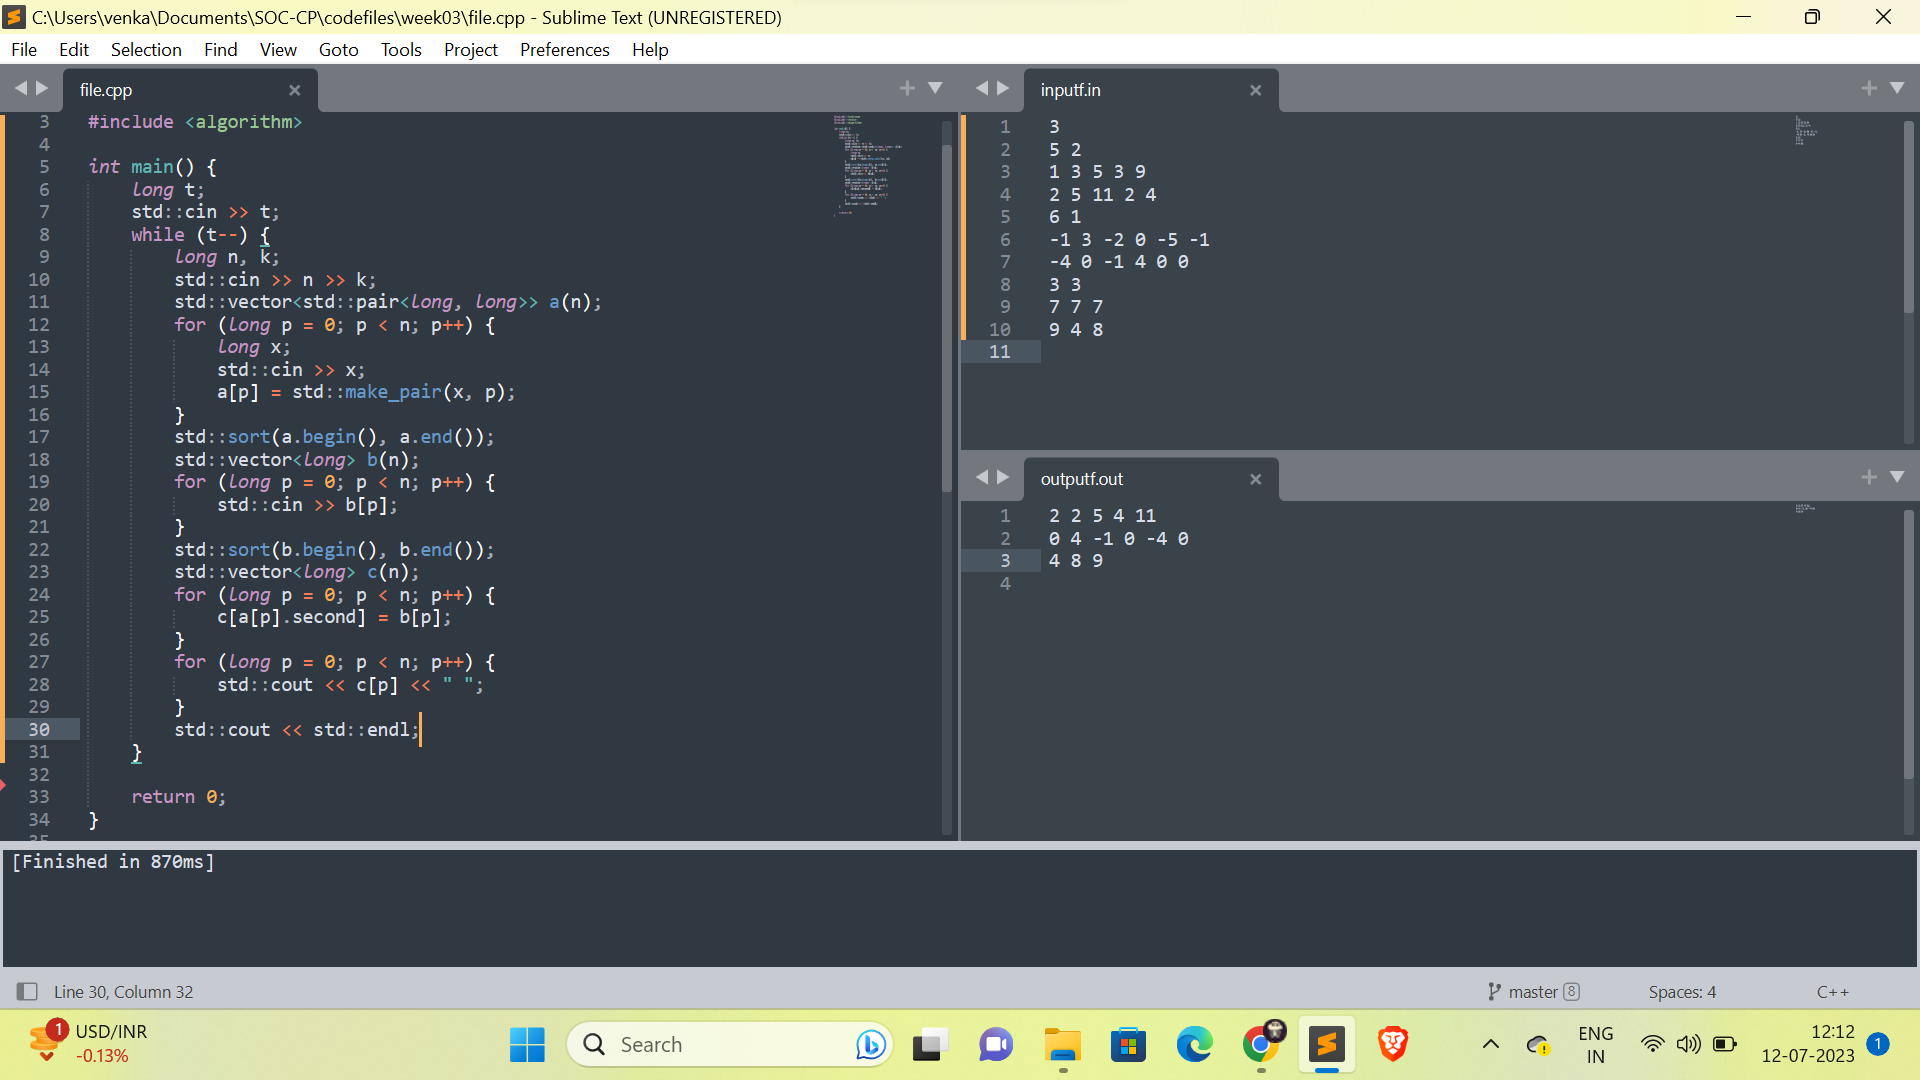 C:\Users\venka\Documents\SOC-CP\codefiles\week03\file.cpp - Sublime Text (UNREGISTERED)
File Edit Selection Find View Goto Tools Project Preferences Help
file.cpp
3 #include <algorithm>
4
5 int main() {
6 long t;
7 std::cin >> t;
8 while (t--) {
9 long n, k;
10 std::cin >> n >> k;
11 std::vector<std::pair<long, long>> a(n);
12 for (long p = 0; p < n; p++) {
13 long x;
14 std::cin >> x;
15 a[p] = std::make_pair(x, p);
16 }
17 std::sort(a.begin(), a.end());
18 std::vector<long> b(n);
19 for (long p = 0; p < n; p++) {
20 std::cin >> b[p];
21 }
22 std::sort(b.begin(), b.end());
23 std::vector<long> c(n);
24 for (long p = 0; p < n; p++) {
25 c[a[p].second] = b[p];
26 }
27 for (long p = 0; p < n; p++) {
28 std::cout << c[p] << " ";
29 }
30 std::cout << std::endl;
31 }
32
33 return 0;
34 }
35
inputf.in
1 3
2 5 2
3 1 3 5 3 9
4 2 5 11 2 4
5 6 1
6 -1 3 -2 0 -5 -1
7 -4 0 -1 4 0 0
8 3 3
9 7 7 7
10 9 4 8
11
outputf.out
1 2 2 5 4 11
2 0 4 -1 0 -4 0
3 4 8 9
4
[Finished in 870ms]
Line 30, Column 32
master 8
Spaces: 4
C++
1
USD/INR
-0.13%
Search
ENG
IN
12:12
12-07-2023
1